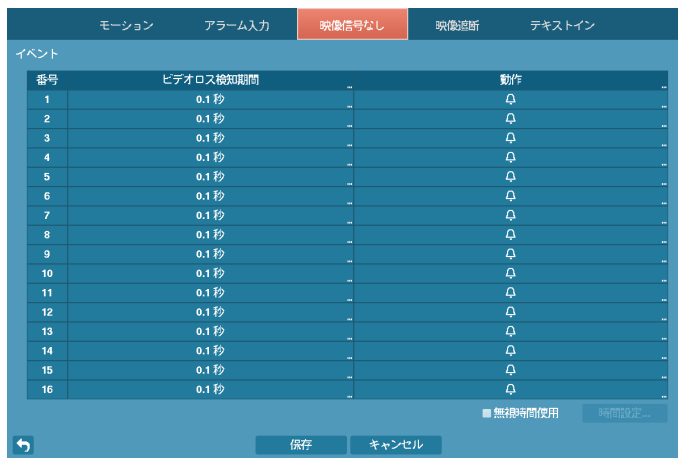 モーション アラーム入力 映像信号なし 映像遮断 テキストイン
イベント
番号 ビデオロス検知期間 ... 動作 ...
1 0.1 秒 ... ...
2 0.1 秒 ... ...
3 0.1 秒 ... ...
4 0.1 秒 ... ...
5 0.1 秒 ... ...
6 0.1 秒 ... ...
7 0.1 秒 ... ...
8 0.1 秒 ... ...
9 0.1 秒 ... ...
10 0.1 秒 ... ...
11 0.1 秒 ... ...
12 0.1 秒 ... ...
13 0.1 秒 ... ...
14 0.1 秒 ... ...
15 0.1 秒 ... ...
16 0.1 秒 ... ...
無視時間使用 時間設定...
保存 キャンセル